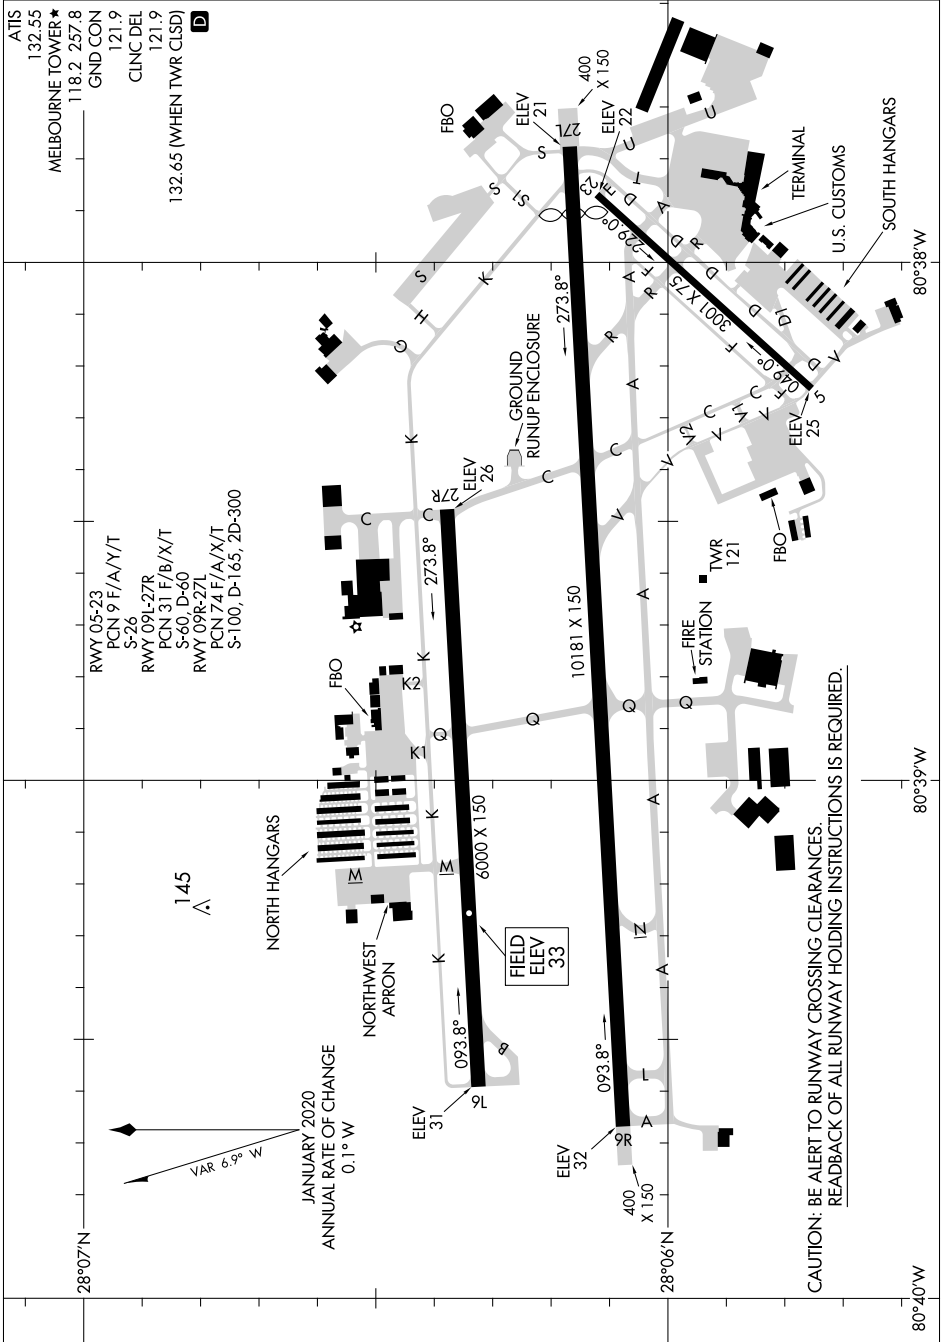 ATIS
132.55
MELBOURNE TOWER★
118.2 257.8
GND CON
121.9
CLNC DEL
121.9
132.65 (WHEN TWR CLSD)
D
RWY 05-23
PCN 9 F/A/Y/T
S-26
RWY 09L-27R
PCN 31 F/B/X/T
S-60, D-60
RWY 09R-27L
PCN 74 F/A/X/T
S-100, D-165, 2D-300
28°07'N
28°06'N
80°40'W
80°39'W
80°38'W
VAR 6.9° W
JANUARY 2020
ANNUAL RATE OF CHANGE
0.1° W
145
NORTH HANGARS
NORTHWEST
APRON
FBO
M
M
K
K
K
K
K
K1
K2
Q
C
C
G
H
S
S
S
S1
FBO
ELEV
31
9L
B
093.8°
FIELD
ELEV
33
6000 X 150
273.8°
27R
ELEV
26
GROUND
RUNUP ENCLOSURE
C
C
Q
Q
Q
ELEV
32
9R
400
X 150
093.8°
10181 X 150
273.8°
27L
ELEV
21
400
X 150
ELEV
22
23
E
A
L
A
N
A
A
A
A
A
V
V
V2
V
V1
V
C
C
F
F
F
R
R
R
D
D
D
D
D
D1
T
U
U
V
229.0°
3001 X 75
049.0°
5
ELEV
25
FIRE
STATION
TWR
121
FBO
TERMINAL
U.S. CUSTOMS
SOUTH HANGARS
CAUTION: BE ALERT TO RUNWAY CROSSING CLEARANCES.
READBACK OF ALL RUNWAY HOLDING INSTRUCTIONS IS REQUIRED.